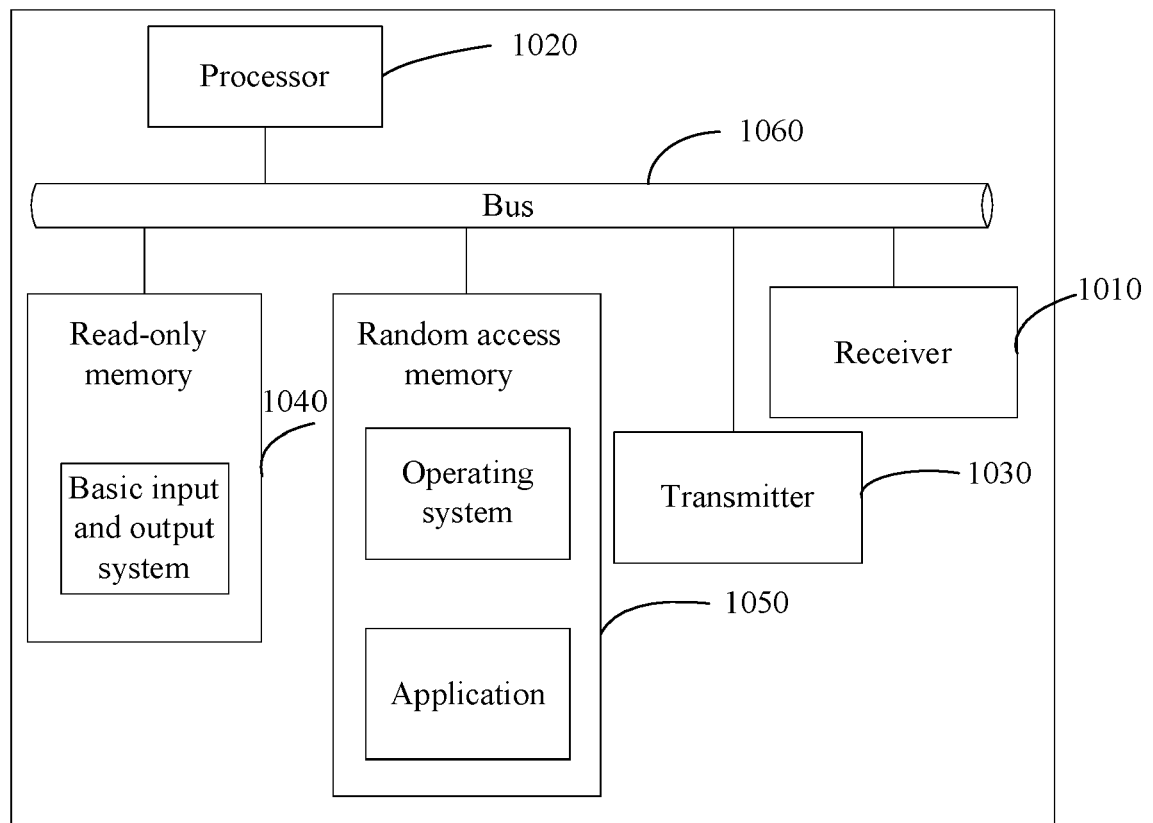 Processor
1020
1060
Bus
Read-only
memory
1040
Basic input
and output
system
Random access
memory
Operating
system
Application
1050
Transmitter
1030
Receiver
1010